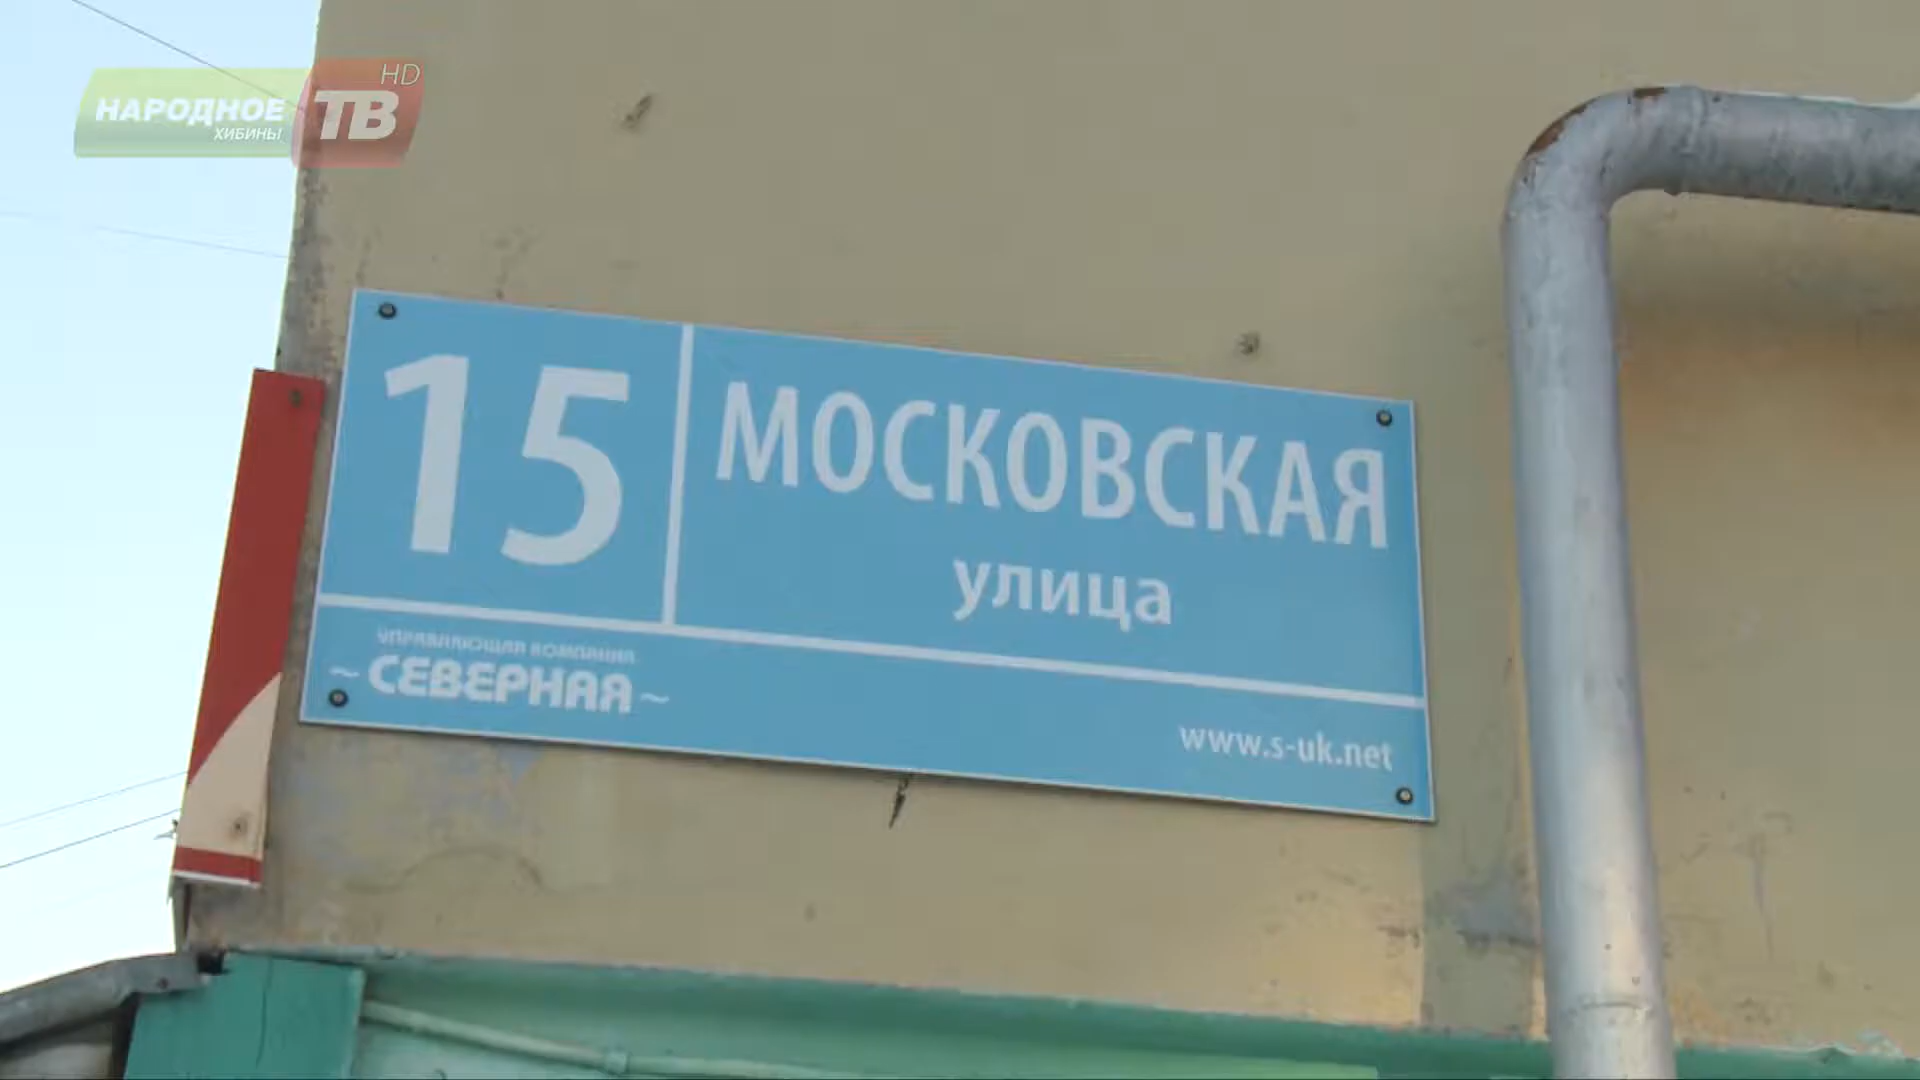 НАРОДНОЕ
ХИБИНЫ
ТВ
HD
15
МОСКОВСКАЯ
улица
УПРАВЛЯЮЩАЯ КОМПАНИЯ
~СЕВЕРНАЯ~
www.s-uk.net